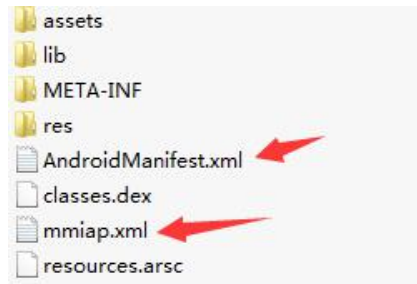 assets
lib
META-INF
res
AndroidManifest.xml
classes.dex
mmiap.xml
resources.arsc